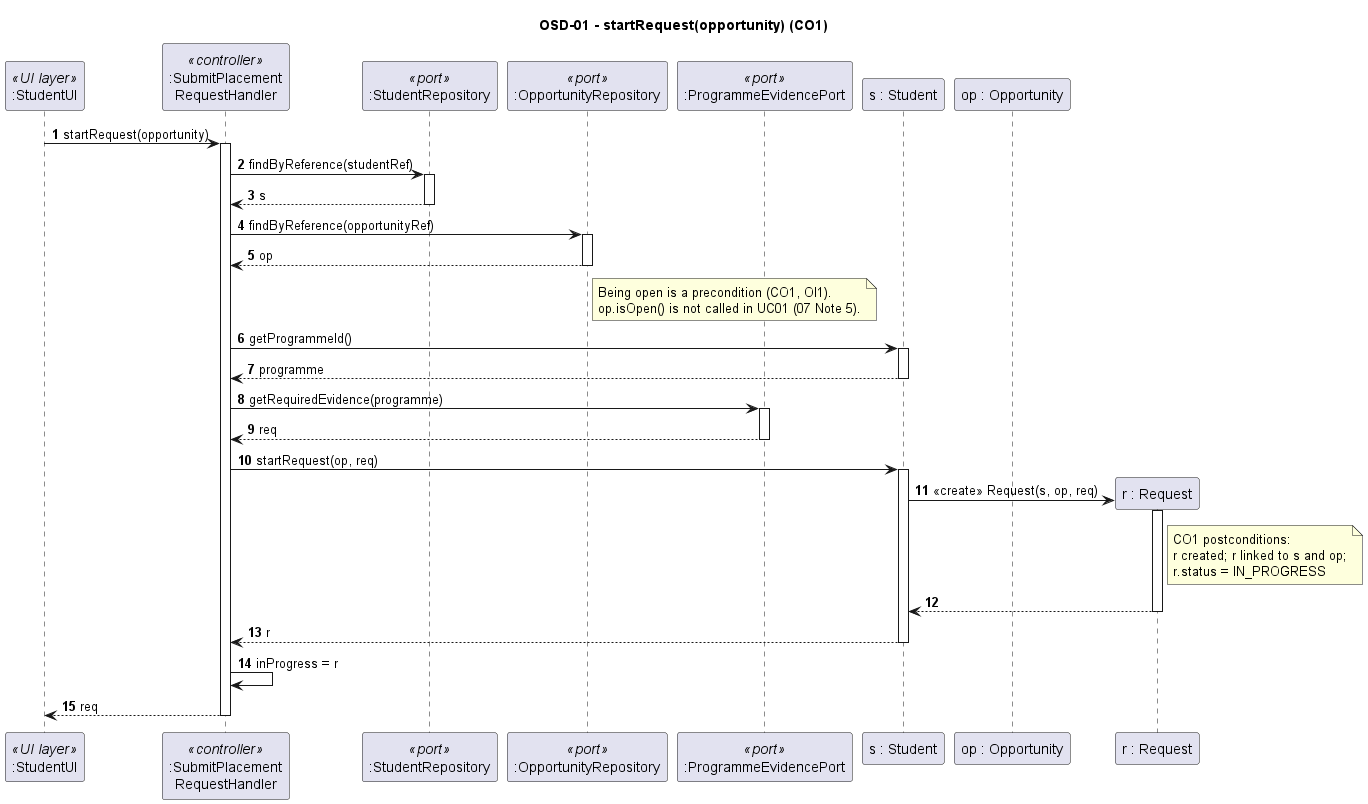 OSD-01 - startRequest(opportunity) (CO1)
«UI layer»
:StudentUI
«controller»
:SubmitPlacement
RequestHandler
«port»
:StudentRepository
«port»
:OpportunityRepository
«port»
:ProgrammeEvidencePort
s : Student
op : Opportunity
1 startRequest(opportunity)
2 findByReference(studentRef)
3 s
4 findByReference(opportunityRef)
5 op
Being open is a precondition (CO1, OI1).
op.isOpen() is not called in UC01 (07 Note 5).
6 getProgrammeId()
7 programme
8 getRequiredEvidence(programme)
9 req
10 startRequest(op, req)
11 «create» Request(s, op, req)
r : Request
CO1 postconditions:
r created; r linked to s and op;
r.status = IN_PROGRESS
12
13 r
14 inProgress = r
15 req
«UI layer»
:StudentUI
«controller»
:SubmitPlacement
RequestHandler
«port»
:StudentRepository
«port»
:OpportunityRepository
«port»
:ProgrammeEvidencePort
s : Student
op : Opportunity
r : Request